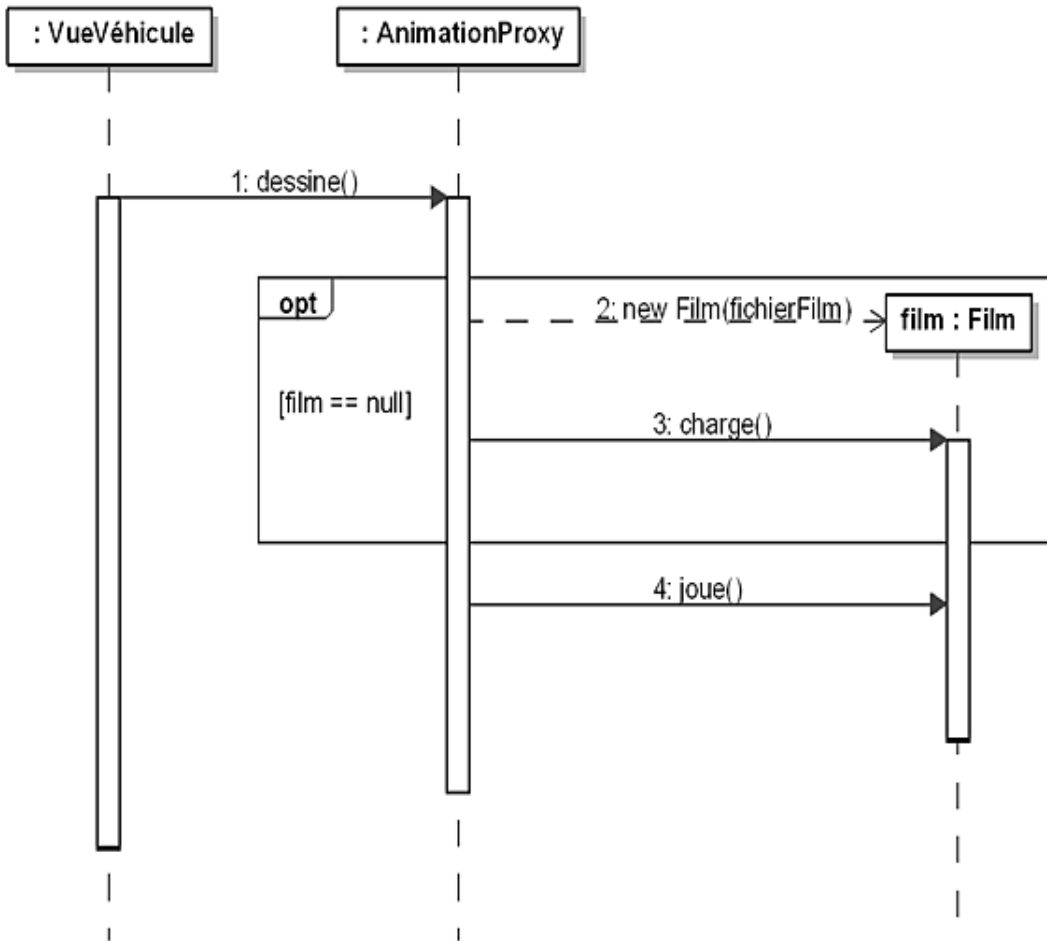 : VueVéhicule
: AnimationProxy
1: dessine()
opt
2: new Film(fichierFilm)
film : Film
[film == null]
3: charge()
4: joue()